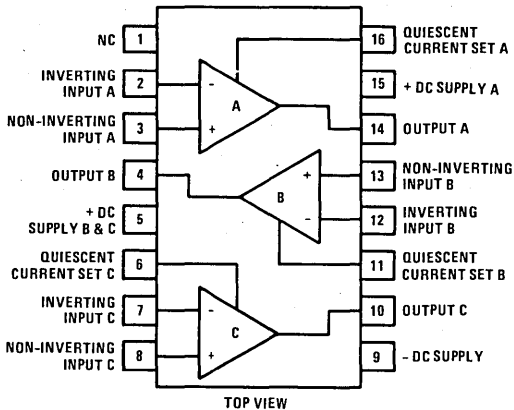 NC 1
INVERTING
INPUT A 2
NON-INVERTING
INPUT A 3
OUTPUT B 4
+ DC
SUPPLY B & C 5
QUIESCENT
CURRENT SET C 6
INVERTING
INPUT C 7
NON-INVERTING
INPUT C 8
- A +
+ B -
- C +
16 QUIESCENT
CURRENT SET A
15 + DC SUPPLY A
14 OUTPUT A
13 NON-INVERTING
INPUT B
12 INVERTING
INPUT B
11 QUIESCENT
CURRENT SET B
10 OUTPUT C
9 - DC SUPPLY
TOP VIEW